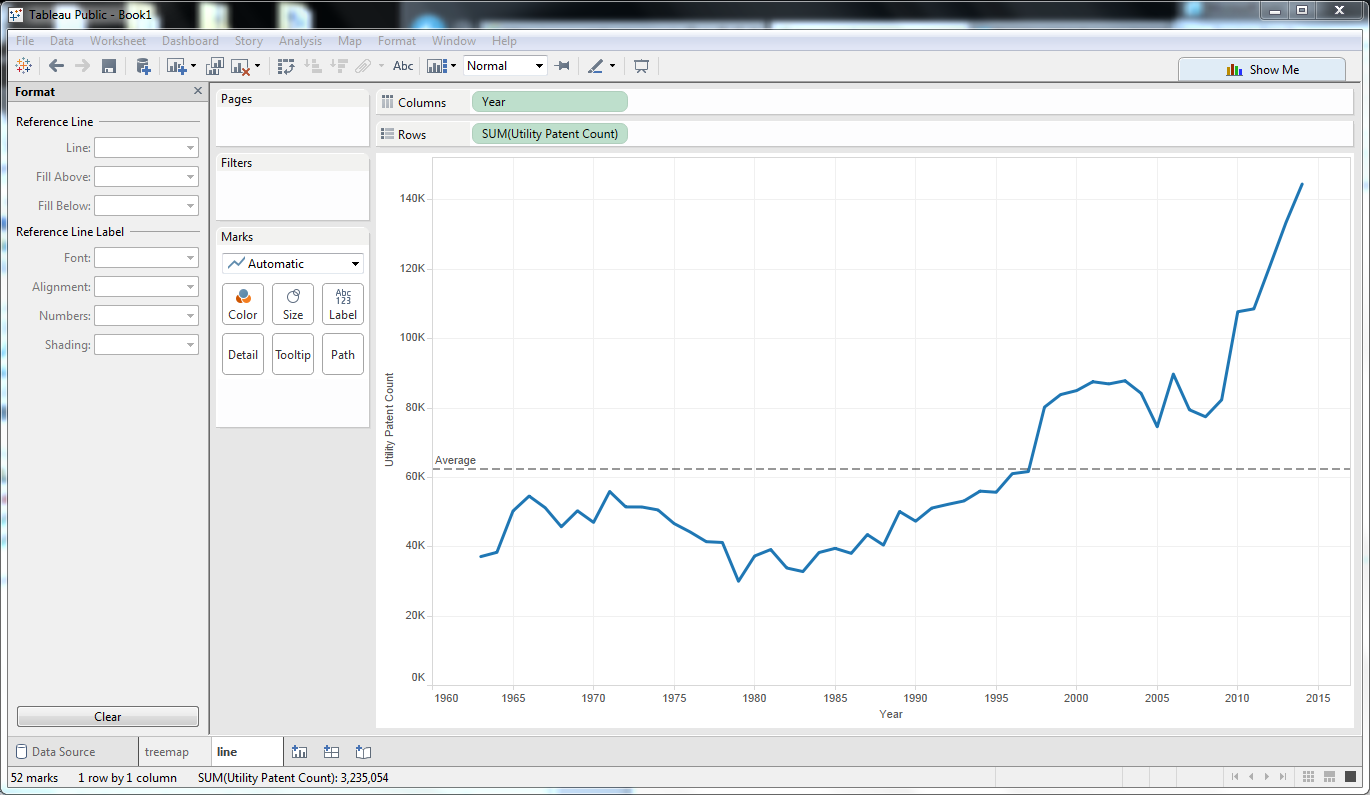 Tableau Public - Book1
File Data Worksheet Dashboard Story Analysis Map Format Window Help
Abc Normal Show Me
Format
Reference Line
Line:
Fill Above:
Fill Below:
Reference Line Label
Font:
Alignment:
Numbers:
Shading:
Clear
Pages
Filters
Marks
Automatic
Color Size Abc 123 Label
Detail Tooltip Path
Columns Year
Rows SUM(Utility Patent Count)
140K
120K
100K
80K
60K
40K
20K
0K
Utility Patent Count
Average
1960 1965 1970 1975 1980 1985 1990 1995 2000 2005 2010 2015
Year
Data Source treemap line
52 marks 1 row by 1 column SUM(Utility Patent Count): 3,235,054